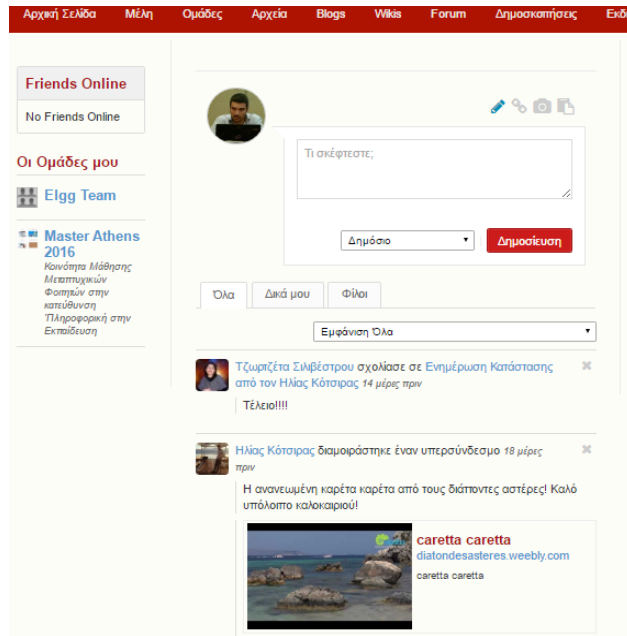 Αρχική Σελίδα Μέλη Ομάδες Αρχεία Blogs Wikis Forum Δημοσκοπήσεις Εκδ
Friends Online
No Friends Online
Οι Ομάδες μου
Elgg Team
Master Athens
2016
Κοινότητα Μάθησης
Μεταπτυχικών
Φοιτητών στην
κατεύθυνση
'Πληροφορική στην
Εκπαίδευση
Τι σκέφτεστε;
Δημόσιο Δημοσίευση
Όλα Δικά μου Φίλοι
Εμφάνιση Όλα
Τζωρτζέτα Σιλιβέστρου σχολίασε σε Ενημέρωση Κατάστασης
από τον Ηλίας Κότσιρας 14 μέρες πριν
Τέλειο!!!!
Ηλίας Κότσιρας διαμοιράστηκε έναν υπερσύνδεσμο 18 μέρες
πριν
Η ανανεωμένη καρέτα καρέτα από τους διάττοντες αστέρες! Καλό
υπόλοιπο καλοκαιριού!
caretta caretta
diatondesasteres.weebly.com
caretta caretta